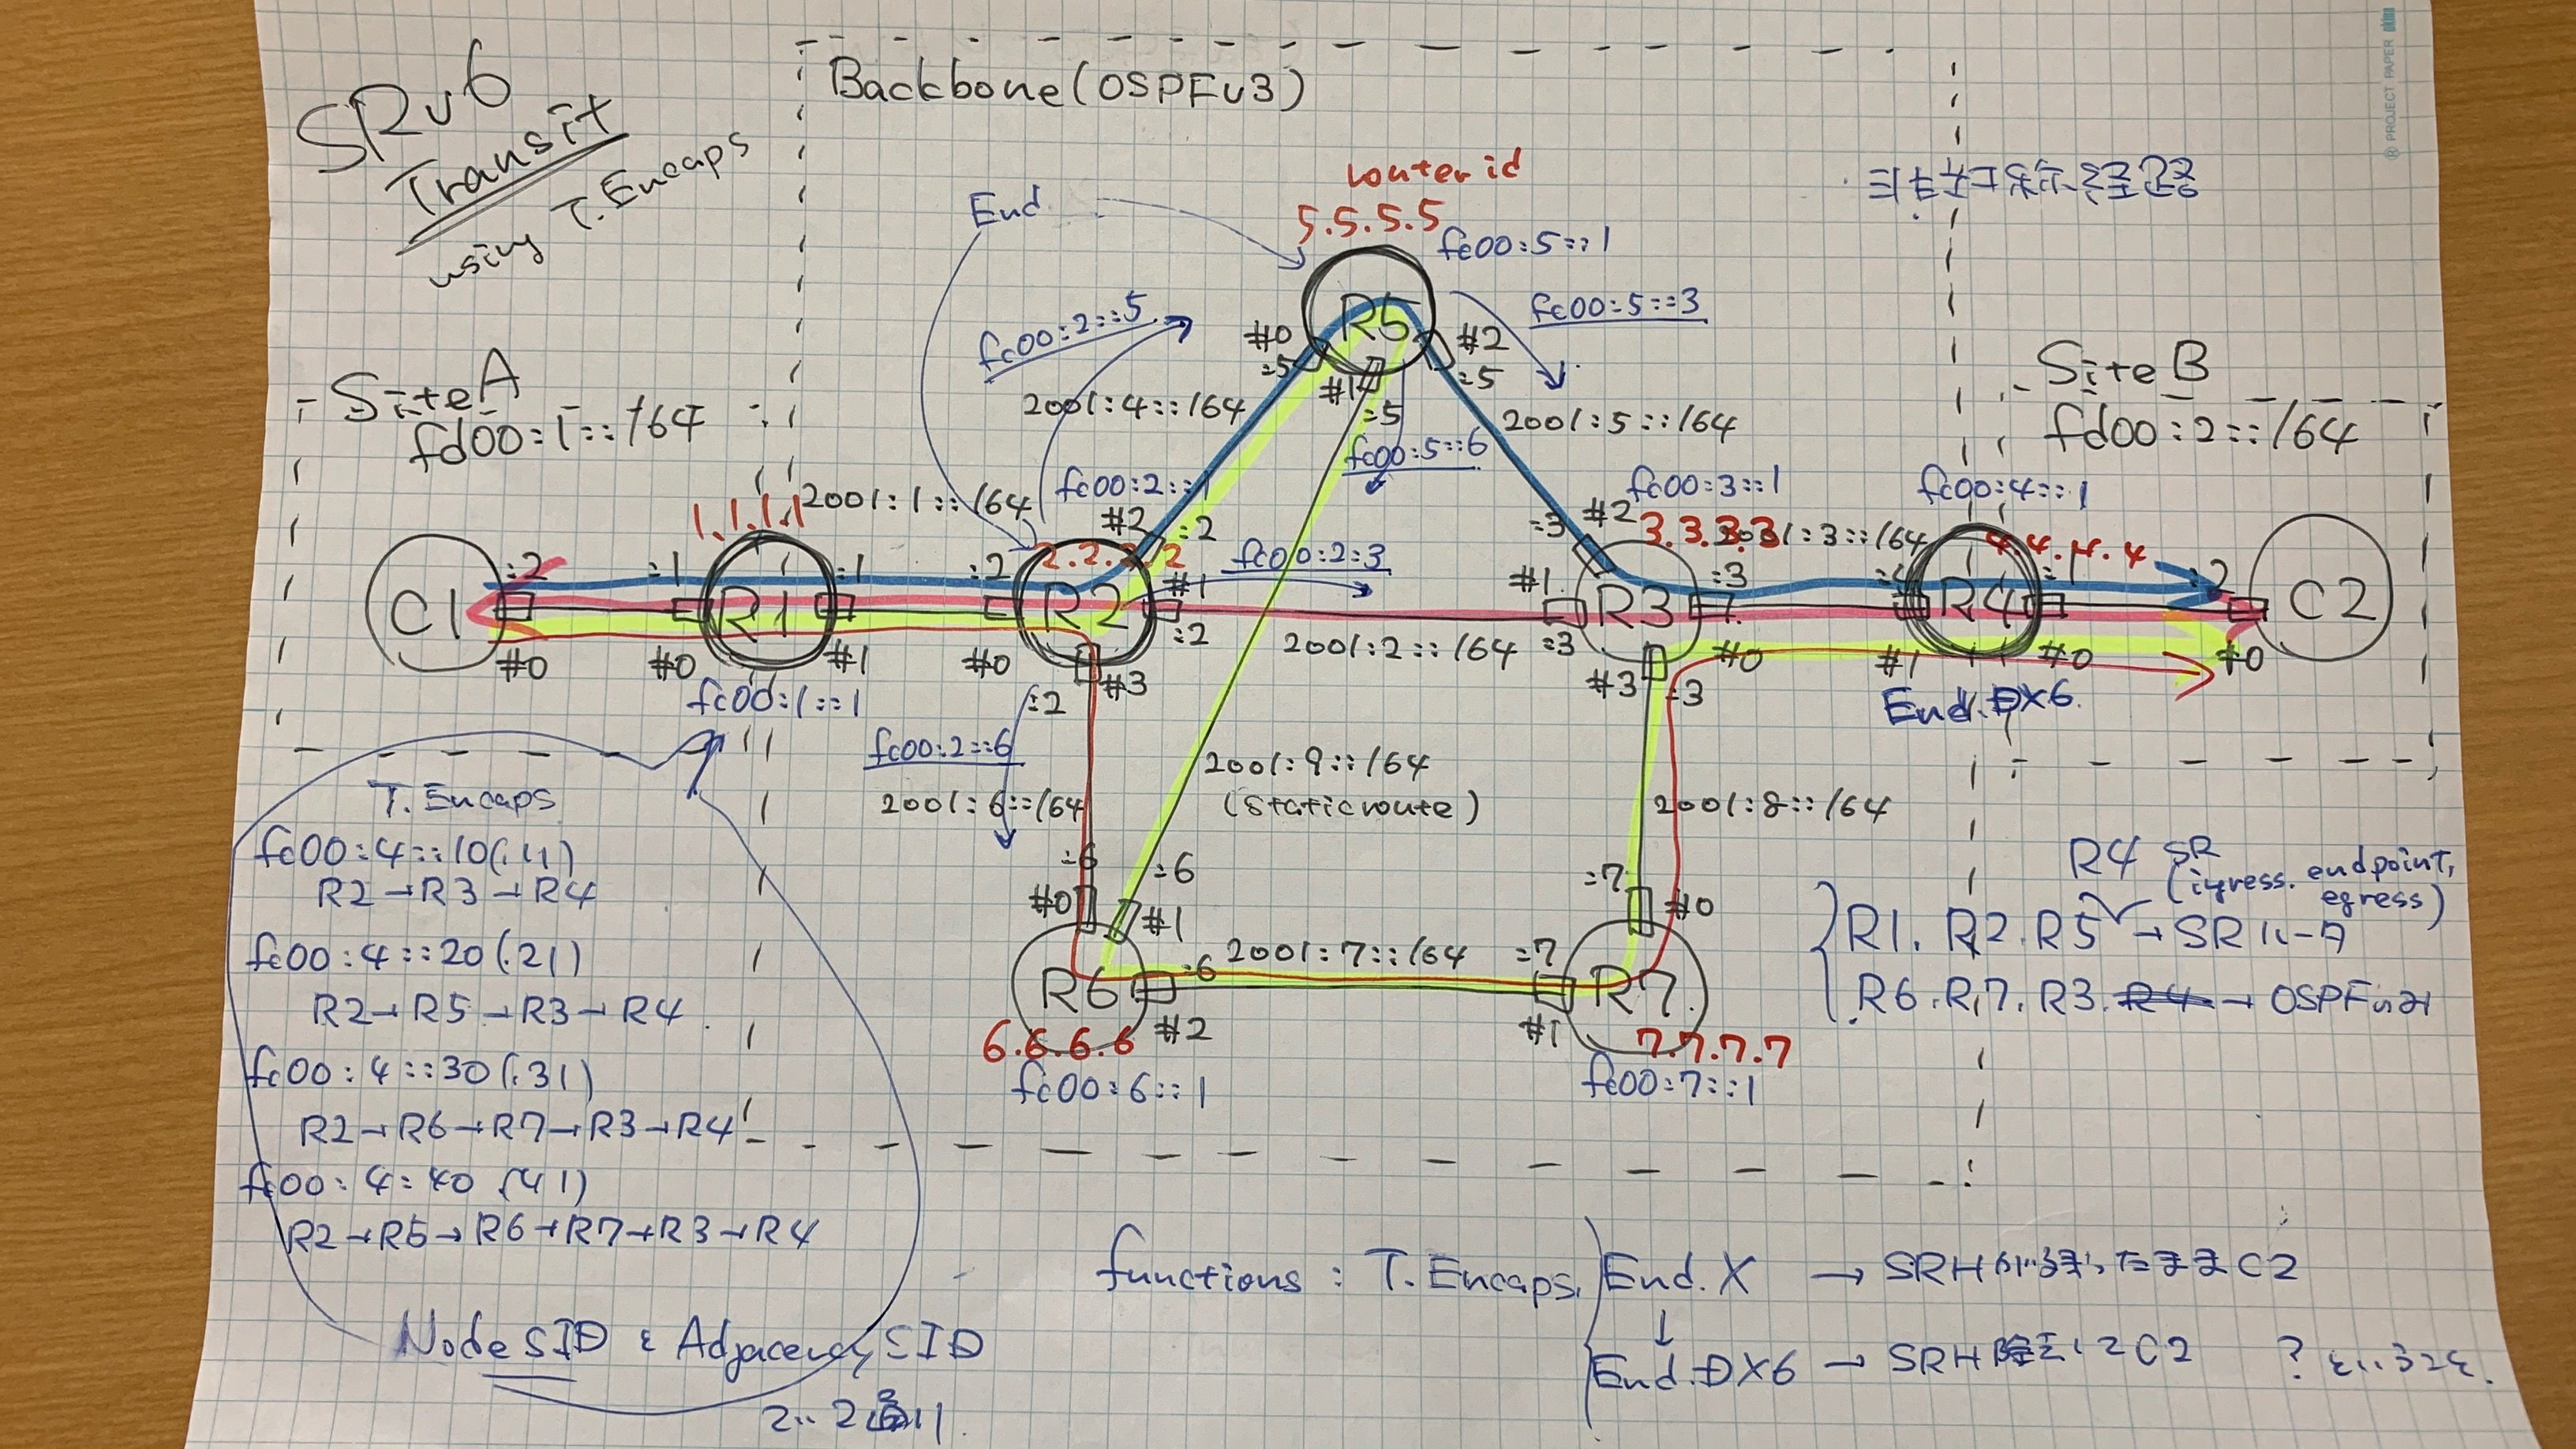 SRv6
Transit
using T.Encaps
Backbone(OSPFv3)
PROJECT PAPER
router id
5.5.5.5
End
fc00:5::1
fc00:2::5
fc00:5::3
R5
#0
:5
#1
:5
#2
:5
2001:4::/64
2001:5::/64
fc00:5::6
SiteA
fd00:1::/64
SiteB
fd00:2::/64
1.1.1.1
2001:1::/64
fc00:2::1
#2
:2
2.2.2.2
fc00:2:3
:3
#2
fc00:3::1
3.3.3.3
2001:3::/64
fc00:4::1
4.4.4.4
C1
:2
#0
:1
#0
R1
:1
#1
fc00:1::1
:2
#0
R2
#1
:2
#3
:2
2001:2::/64
#1
:3
R3
:3
#0
#3
:3
#1
R4
:1
#0
End.DX6
:2
#0
C2
fc00:2::6
2001:6::/64
2001:9::/64
(Static route)
2001:8::/64
:6
#0
:6
#1
R6
:6
#2
6.6.6.6
fc00:6::1
2001:7::/64
:7
#0
:7
#1
R7
7.7.7.7
fc00:7::1
T.Encaps
fc00:4::10(.11)
R2→R3→R4
fc00:4::20(.21)
R2→R5→R3→R4
fc00:4::30(.31)
R2→R6→R7→R3→R4
fc00:4:40(41)
R2→R5→R6→R7→R3→R4
Node SID & Adjacency SID
R4 SR
(ingress. endpoint,
egress)
R1. R2. R5 → SRルータ
R6. R7. R3. R4 → OSPFのみ
functions : T.Encaps, End.X → SRHが残ったままC2
↓
End.DX6 → SRH除去してC2 ?